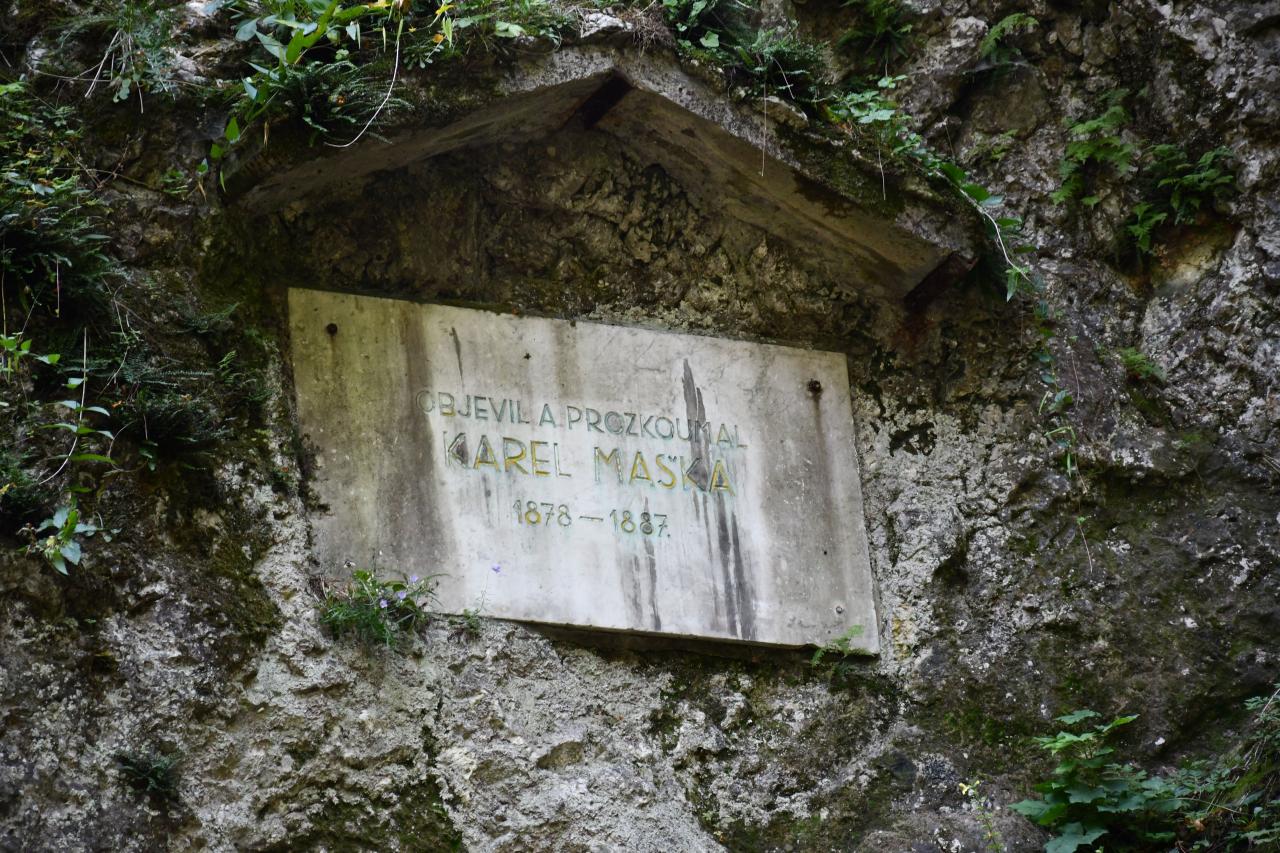 OBJEVIL A PROZKOUMAL
KAREL MAŠKA
1878 — 1887.